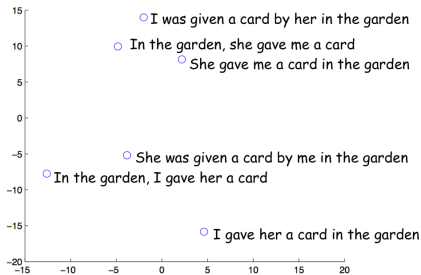 15
I was given a card by her in the garden
10
In the garden, she gave me a card
She gave me a card in the garden
5
0
−5
She was given a card by me in the garden
In the garden, I gave her a card
−10
−15
I gave her a card in the garden
−20
−15 −10 −5 0 5 10 15 20